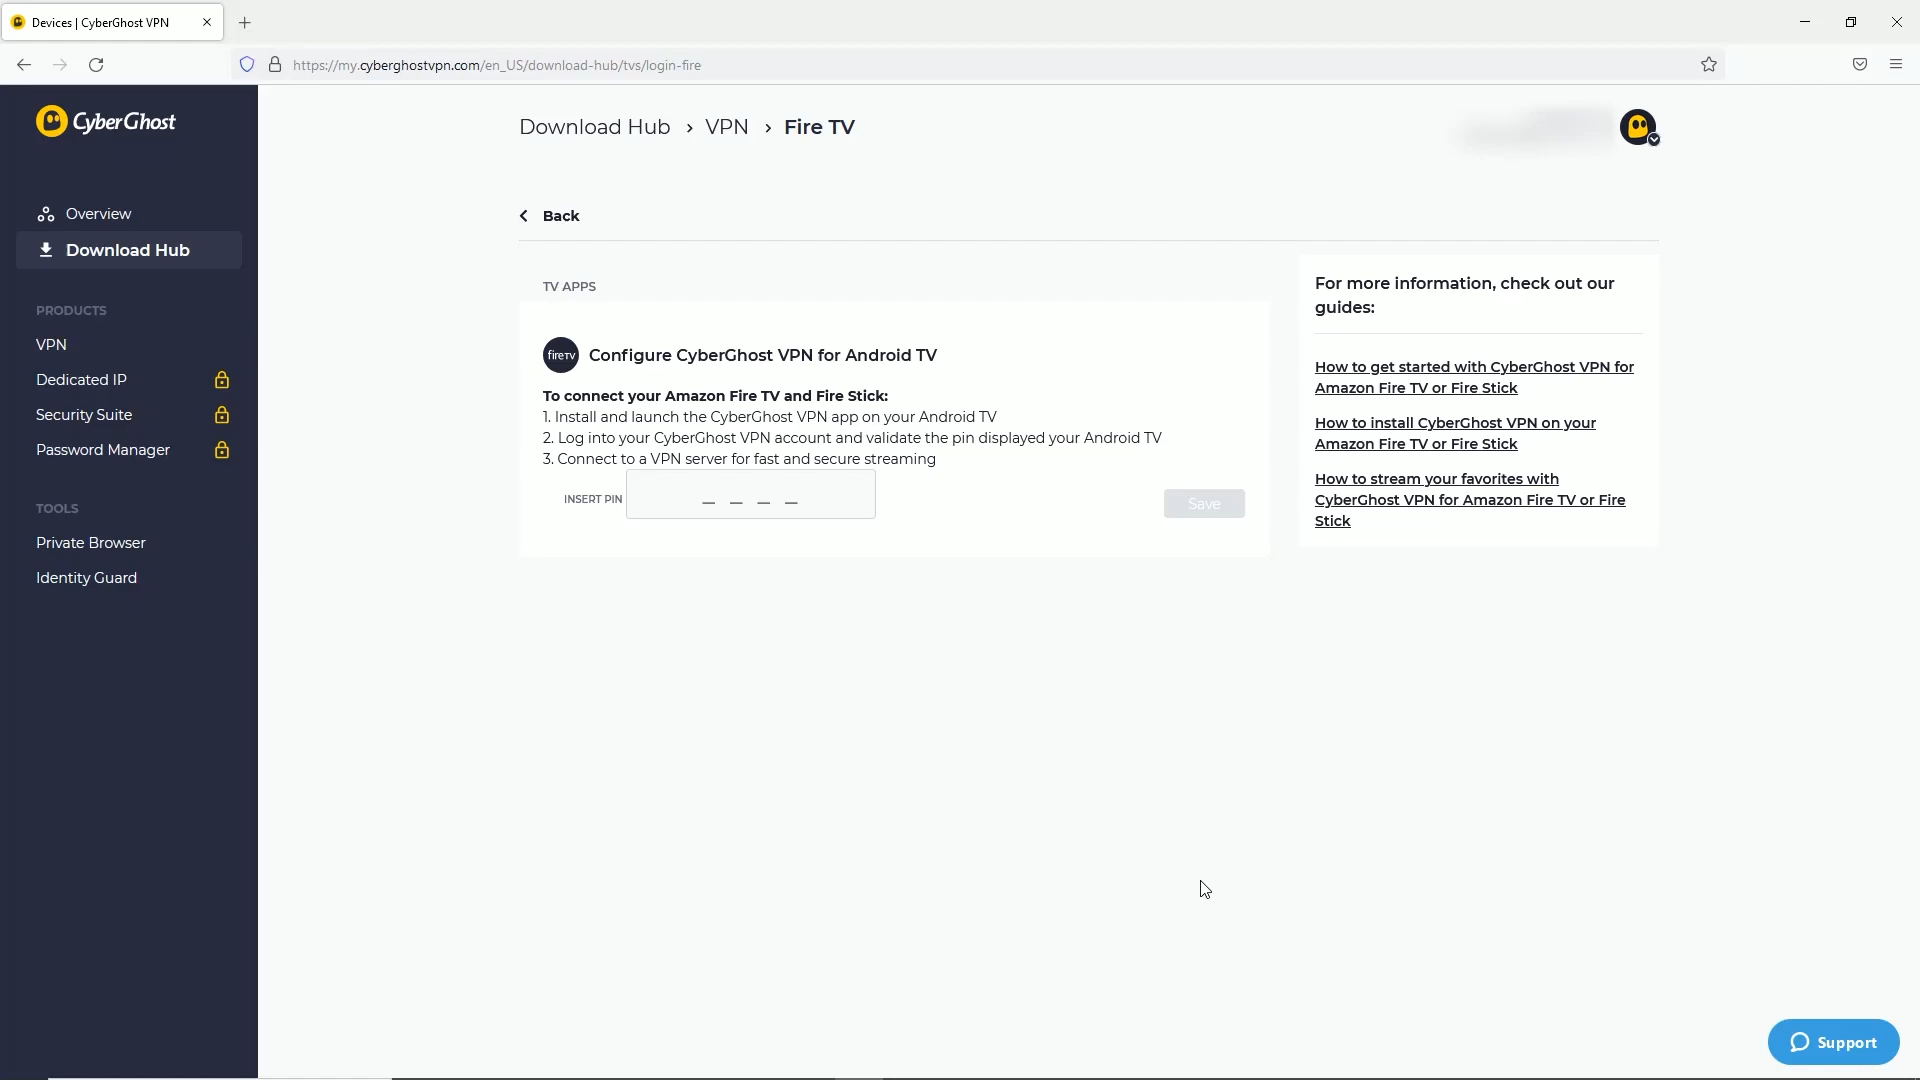 Devices | CyberGhost VPN
https://my.cyberghostvpn.com/en_US/download-hub/tvs/login-fire
CyberGhost
Overview
Download Hub
PRODUCTS
VPN
Dedicated IP
Security Suite
Password Manager
TOOLS
Private Browser
Identity Guard
Download Hub › VPN › Fire TV
Back
TV APPS
fireTV
Configure CyberGhost VPN for Android TV
To connect your Amazon Fire TV and Fire Stick:
1. Install and launch the CyberGhost VPN app on your Android TV
2. Log into your CyberGhost VPN account and validate the pin displayed your Android TV
3. Connect to a VPN server for fast and secure streaming
INSERT PIN _ _ _ _
Save
For more information, check out our
guides:
How to get started with CyberGhost VPN for
Amazon Fire TV or Fire Stick
How to install CyberGhost VPN on your
Amazon Fire TV or Fire Stick
How to stream your favorites with
CyberGhost VPN for Amazon Fire TV or Fire
Stick
Support